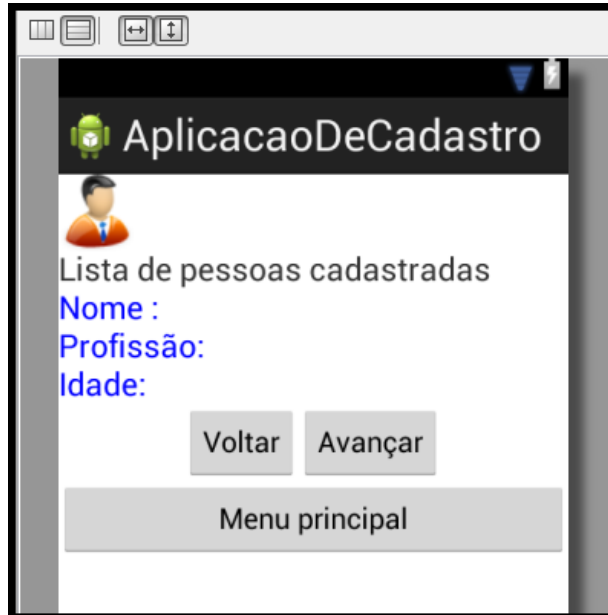 AplicacaoDeCadastro
Lista de pessoas cadastradas
Nome :
Profissão:
Idade:
Voltar Avançar
Menu principal